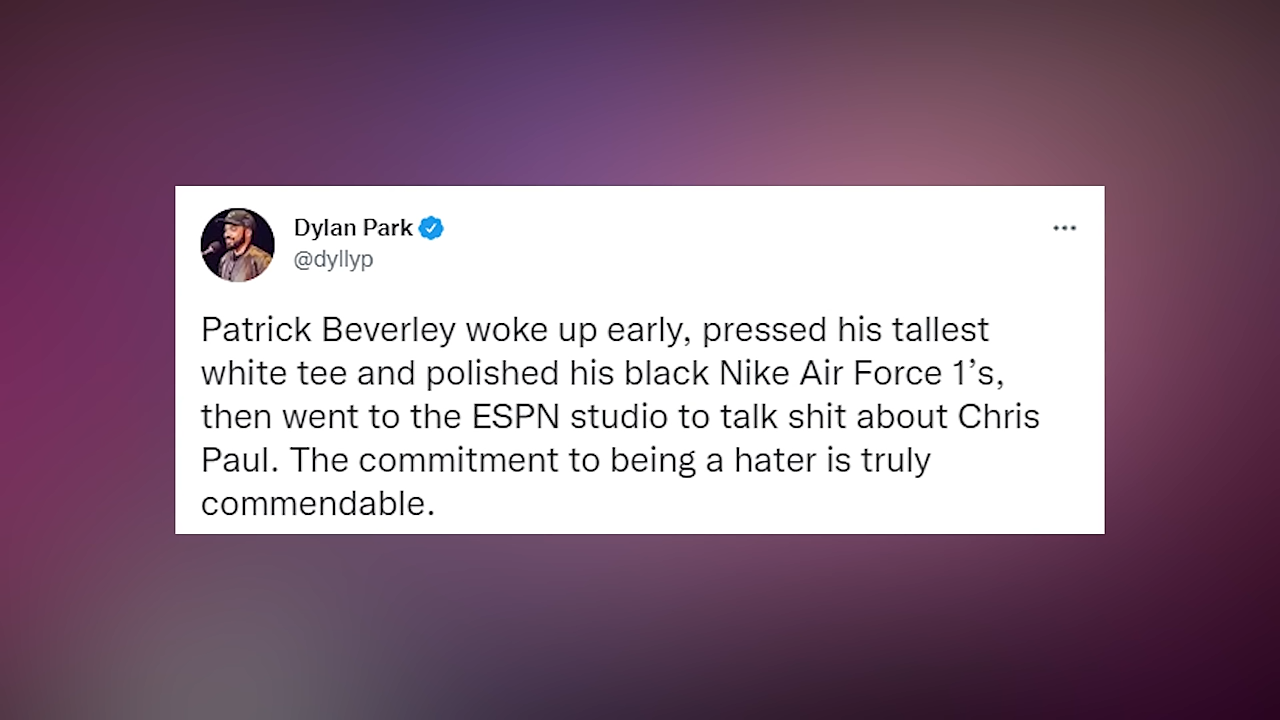 Dylan Park
@dyllyp
Patrick Beverley woke up early, pressed his tallest
white tee and polished his black Nike Air Force 1’s,
then went to the ESPN studio to talk shit about Chris
Paul. The commitment to being a hater is truly
commendable.